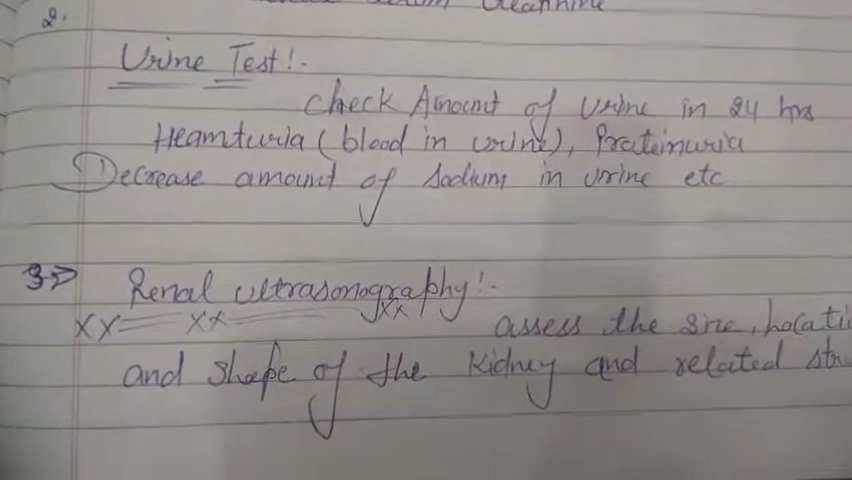 Creatinine
2.
Urine Test!-
Check Amount of Urine in 24 hrs
Heamturia (blood in urine), Proteinuria
Decrease amount of Sodium in urine etc
3=> Renal ultrasonography!-
xx xx xx
assess the size, locati
and shape of the kidney and related str